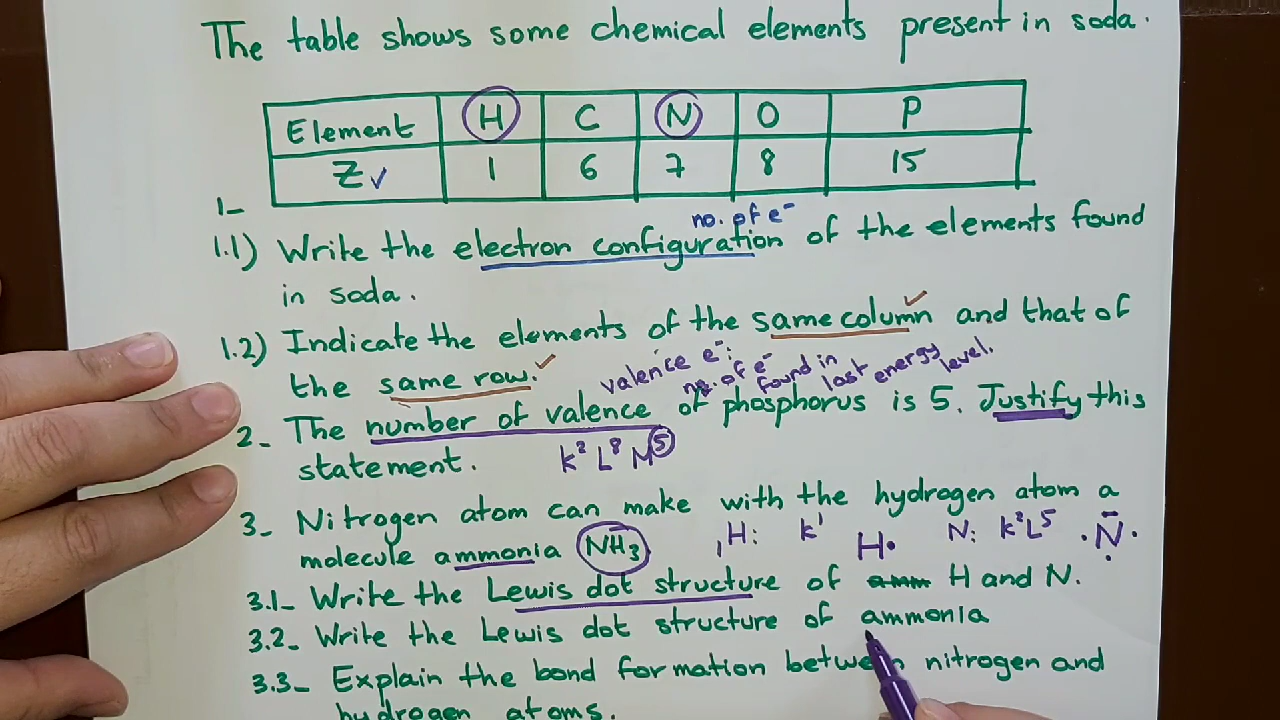 The table shows some chemical elements present in soda.
Element H C N O P
Z ✓ 1 6 7 8 15
1-
no. of e⁻
1.1) Write the electron configuration of the elements found
in soda.
1.2) Indicate the elements of the same column and that of
the same row.
valence e⁻: no. of e⁻ found in last energy level.
2- The number of valence of phosphorus is 5. Justify this
statement. K² L⁸ M⁵
3- Nitrogen atom can make with the hydrogen atom a
molecule ammonia NH₃ ₁H: K¹ H• N: K²L⁵ •N•
3.1- Write the Lewis dot structure of amm H and N.
3.2- Write the Lewis dot structure of ammonia
3.3- Explain the bond formation between nitrogen and
hydrogen atoms.